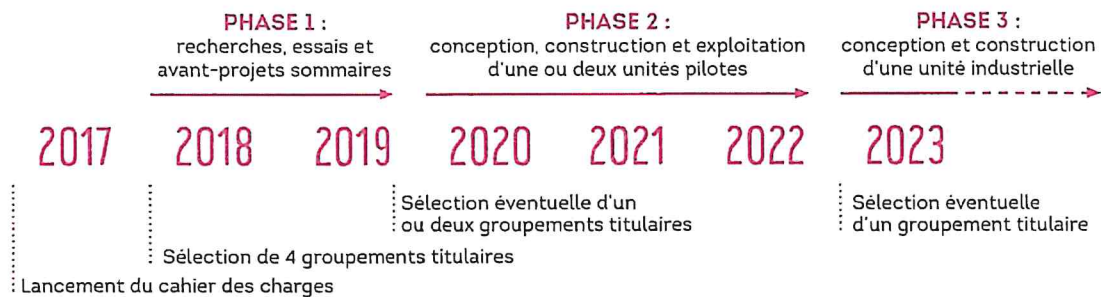 PHASE 1 :
recherches, essais et
avant-projets sommaires
PHASE 2 :
conception, construction et exploitation
d'une ou deux unités pilotes
PHASE 3 :
conception et construction
d'une unité industrielle
2017
2018
2019
2020
2021
2022
2023
Sélection éventuelle d'un
ou deux groupements titulaires
Sélection éventuelle
d'un groupement titulaire
Sélection de 4 groupements titulaires
Lancement du cahier des charges